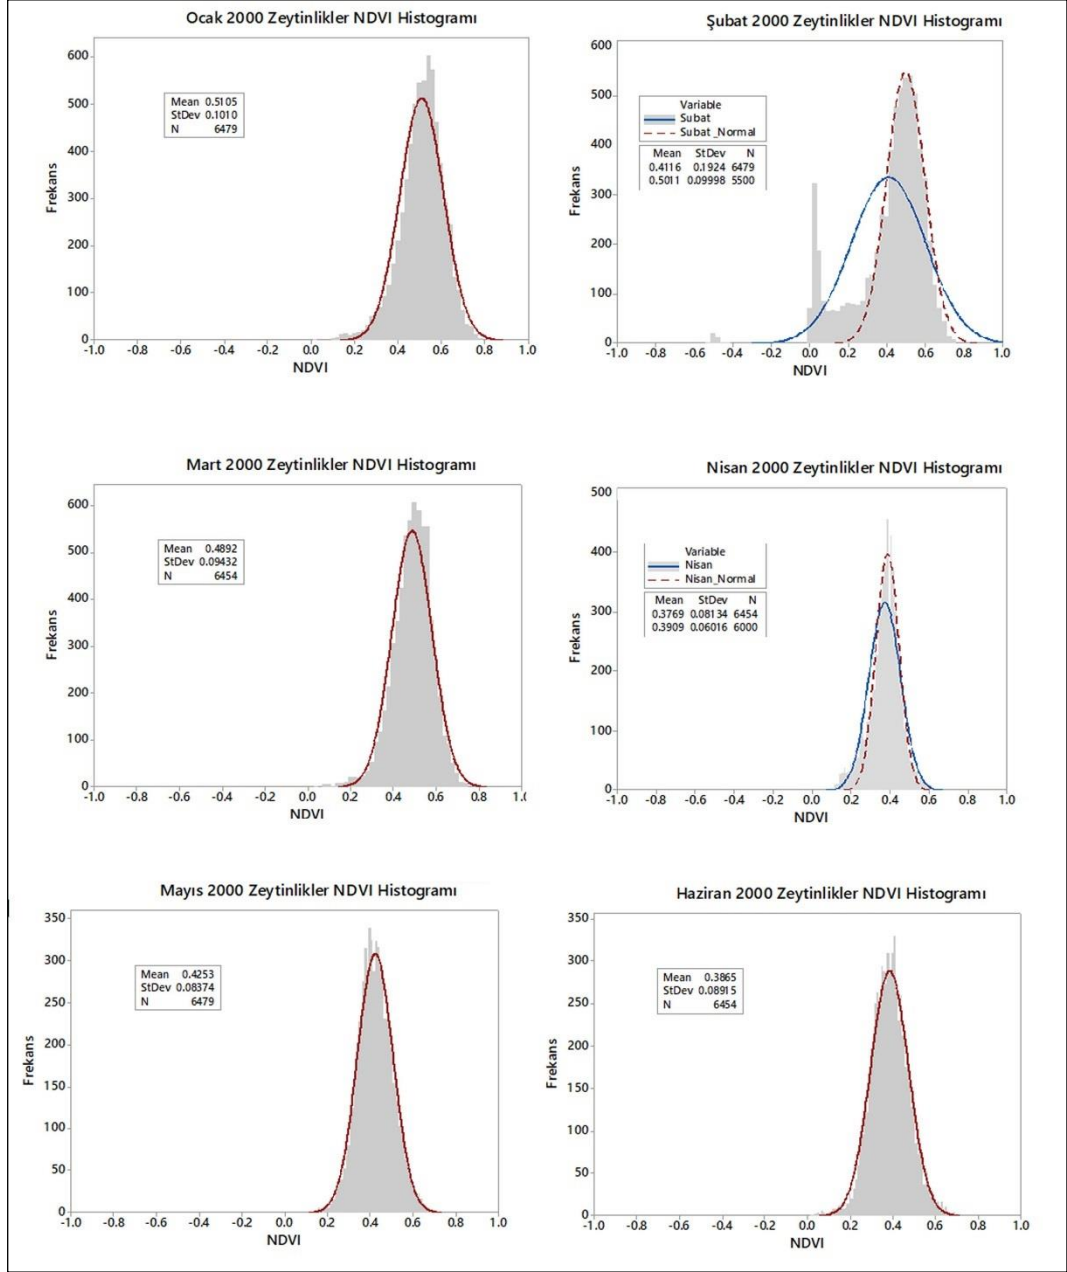 Ocak 2000 Zeytinlikler NDVI Histogramı
600
500
400
300
200
100
0
Frekans
Mean 0.5105
StDev 0.1010
N 6479
-1.0 -0.8 -0.6 -0.4 -0.2 0.0 0.2 0.4 0.6 0.8 1.0
NDVI
Şubat 2000 Zeytinlikler NDVI Histogramı
600
500
400
300
200
100
0
Frekans
Variable
Subat
Subat _Normal
Mean StDev N
0.4116 0.1924 6479
0.5011 0.09998 5500
-1.0 -0.8 -0.6 -0.4 -0.2 0.0 0.2 0.4 0.6 0.8 1.0
NDVI
Mart 2000 Zeytinlikler NDVI Histogramı
600
500
400
300
200
100
0
Frekans
Mean 0.4892
StDev 0.09432
N 6454
-1.0 -0.8 -0.6 -0.4 -0.2 0.0 0.2 0.4 0.6 0.8 1.0
NDVI
Nisan 2000 Zeytinlikler NDVI Histogramı
500
400
300
200
100
0
Frekans
Variable
Nisan
Nisan_Normal
Mean StDev N
0.3769 0.08134 6454
0.3909 0.06016 6000
-1.0 -0.8 -0.6 -0.4 -0.2 0.0 0.2 0.4 0.6 0.8 1.0
NDVI
Mayıs 2000 Zeytinlikler NDVI Histogramı
350
300
250
200
150
100
50
0
Frekans
Mean 0.4253
StDev 0.08374
N 6479
-1.0 -0.8 -0.6 -0.4 -0.2 0.0 0.2 0.4 0.6 0.8 1.0
NDVI
Haziran 2000 Zeytinlikler NDVI Histogramı
350
300
250
200
150
100
50
0
Frekans
Mean 0.3865
StDev 0.08915
N 6454
-1.0 -0.8 -0.6 -0.4 -0.2 0.0 0.2 0.4 0.6 0.8 1.0
NDVI